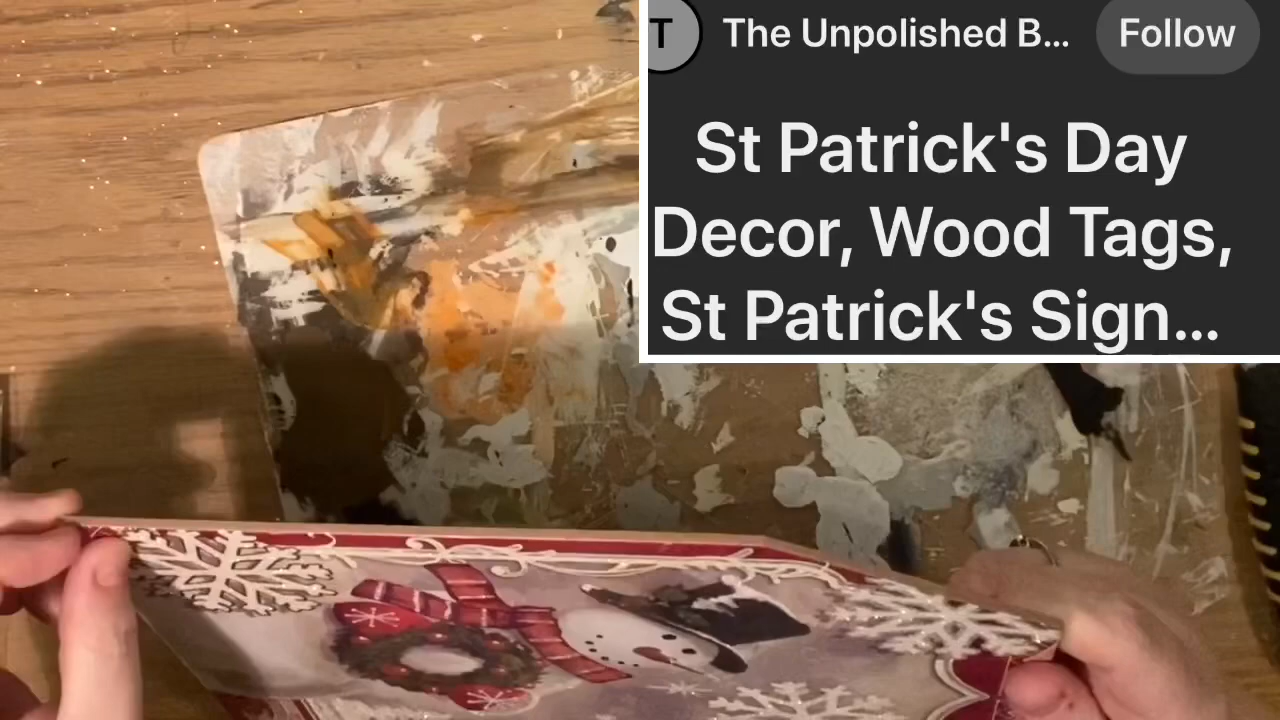 T
The Unpolished B...
Follow
St Patrick's Day
Decor, Wood Tags,
St Patrick's Sign...